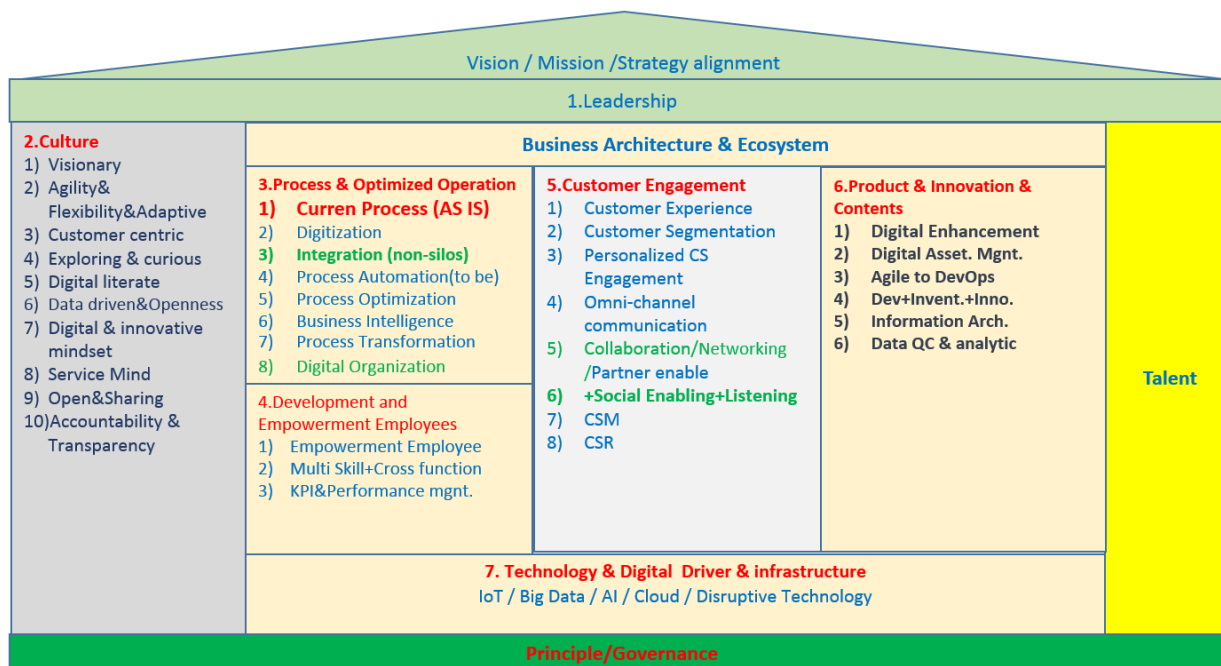 Vision / Mission /Strategy alignment
1.Leadership
2.Culture
1) Visionary
2) Agility&
Flexibility&Adaptive
3) Customer centric
4) Exploring & curious
5) Digital literate
6) Data driven&Openness
7) Digital & innovative
mindset
8) Service Mind
9) Open&Sharing
10)Accountability &
Transparency
Business Architecture & Ecosystem
3.Process & Optimized Operation
1) Curren Process (AS IS)
2) Digitization
3) Integration (non-silos)
4) Process Automation(to be)
5) Process Optimization
6) Business Intelligence
7) Process Transformation
8) Digital Organization
4.Development and
Empowerment Employees
1) Empowerment Employee
2) Multi Skill+Cross function
3) KPI&Performance mgnt.
5.Customer Engagement
1) Customer Experience
2) Customer Segmentation
3) Personalized CS
Engagement
4) Omni-channel
communication
5) Collaboration/Networking
/Partner enable
6) +Social Enabling+Listening
7) CSM
8) CSR
6.Product & Innovation &
Contents
1) Digital Enhancement
2) Digital Asset. Mgnt.
3) Agile to DevOps
4) Dev+Invent.+Inno.
5) Information Arch.
6) Data QC & analytic
Talent
7. Technology & Digital Driver & infrastructure
IoT / Big Data / AI / Cloud / Disruptive Technology
Principle/Governance